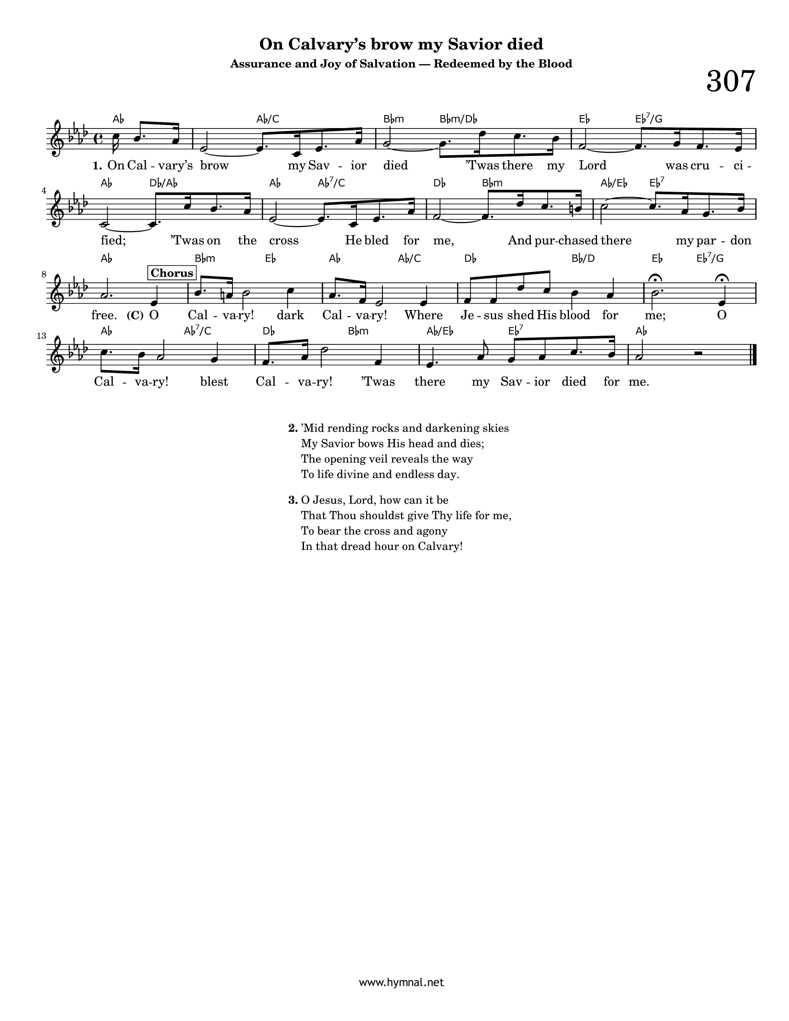 On Calvary's brow my Savior died
Assurance and Joy of Salvation — Redeemed by the Blood
307
A♭ A♭/C B♭m B♭m/D♭ E♭ E♭7/G
1. On Cal - vary's brow my Sav - ior died 'Twas there my Lord was cru - ci -
4 A♭ D♭/A♭ A♭ A♭7/C D♭ B♭m A♭/E♭ E♭7
fied; 'Twas on the cross He bled for me, And pur-chased there my par - don
8 A♭ Chorus B♭m E♭ A♭ A♭/C D♭ B♭/D E♭ E♭7/G
free. (C) O Cal - va-ry! dark Cal - va-ry! Where Je - sus shed His blood for me; O
13 A♭ A♭7/C D♭ B♭m A♭/E♭ E♭7 A♭
Cal - va-ry! blest Cal - va-ry! 'Twas there my Sav - ior died for me.
2. 'Mid rending rocks and darkening skies
My Savior bows His head and dies;
The opening veil reveals the way
To life divine and endless day.
3. O Jesus, Lord, how can it be
That Thou shouldst give Thy life for me,
To bear the cross and agony
In that dread hour on Calvary!
www.hymnal.net